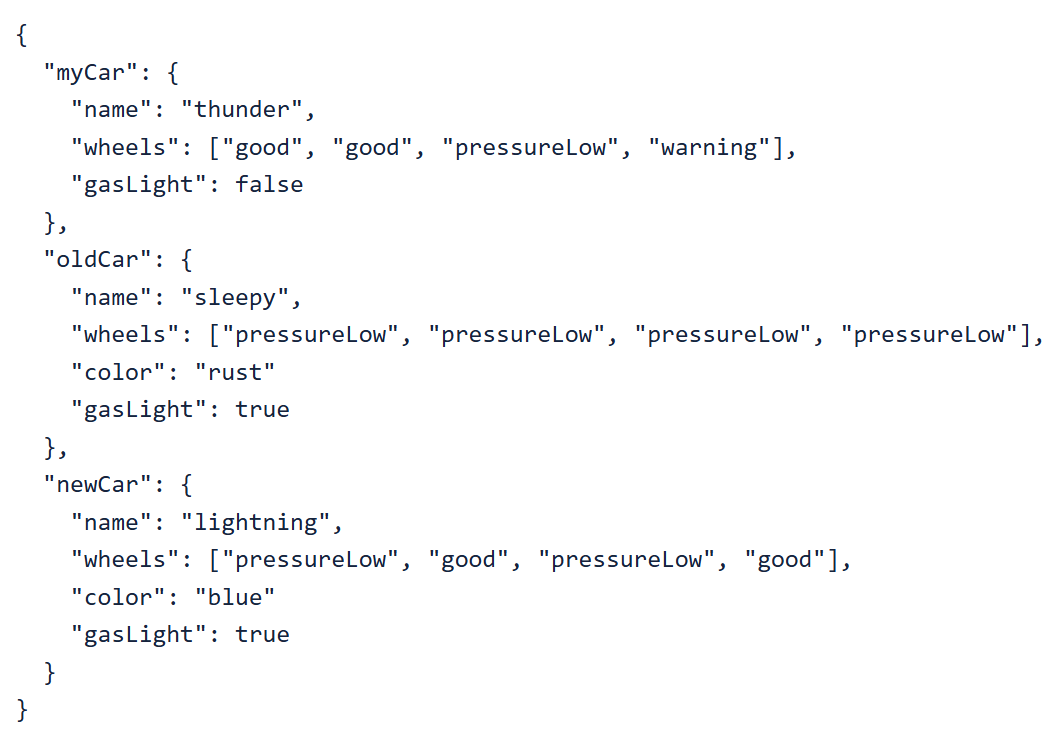 {
  "myCar": {
    "name": "thunder",
    "wheels": ["good", "good", "pressureLow", "warning"],
    "gasLight": false
  },
  "oldCar": {
    "name": "sleepy",
    "wheels": ["pressureLow", "pressureLow", "pressureLow", "pressureLow"],
    "color": "rust"
    "gasLight": true
  },
  "newCar": {
    "name": "lightning",
    "wheels": ["pressureLow", "good", "pressureLow", "good"],
    "color": "blue"
    "gasLight": true
  }
}